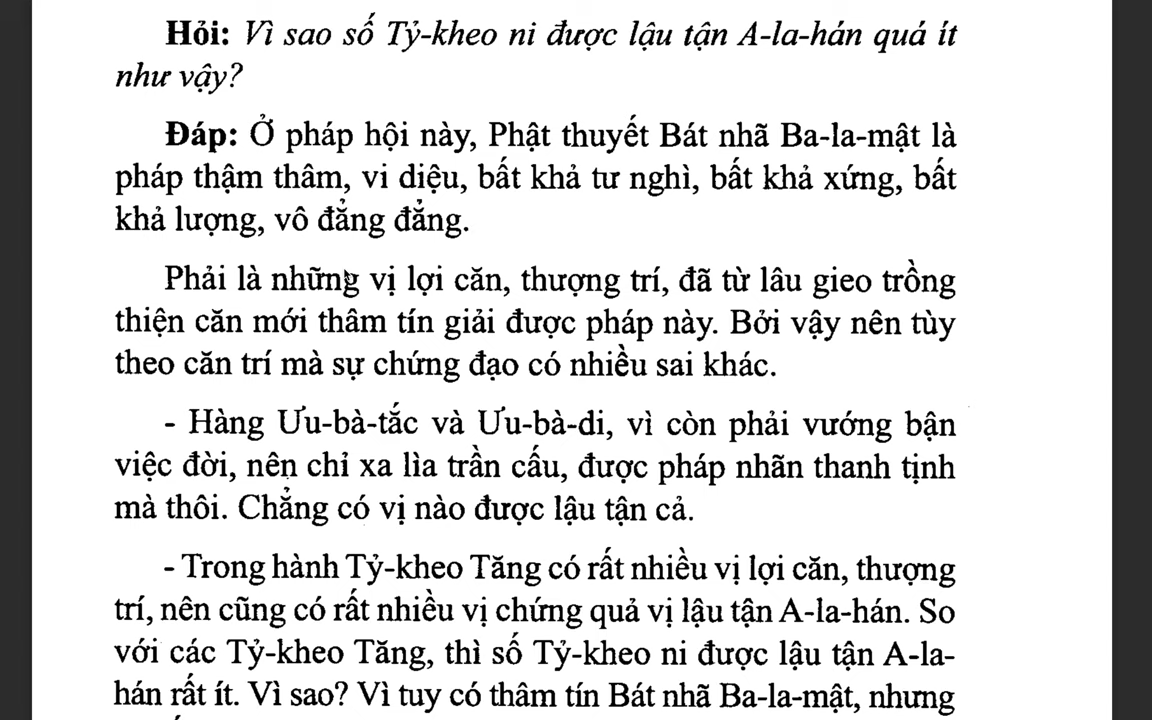 Hỏi: Vì sao số Tỷ-kheo ni được lậu tận A-la-hán quá ít
như vậy?
Đáp: Ở pháp hội này, Phật thuyết Bát nhã Ba-la-mật là
pháp thậm thâm, vi diệu, bất khả tư nghì, bất khả xứng, bất
khả lượng, vô đẳng đẳng.
Phải là những vị lợi căn, thượng trí, đã từ lâu gieo trồng
thiện căn mới thâm tín giải được pháp này. Bởi vậy nên tùy
theo căn trí mà sự chứng đạo có nhiều sai khác.
- Hàng Ưu-bà-tắc và Ưu-bà-di, vì còn phải vướng bận
việc đời, nên chỉ xa lìa trần cấu, được pháp nhãn thanh tịnh
mà thôi. Chẳng có vị nào được lậu tận cả.
- Trong hành Tỷ-kheo Tăng có rất nhiều vị lợi căn, thượng
trí, nên cũng có rất nhiều vị chứng quả vị lậu tận A-la-hán. So
với các Tỷ-kheo Tăng, thì số Tỷ-kheo ni được lậu tận A-la-
hán rất ít. Vì sao? Vì tuy có thâm tín Bát nhã Ba-la-mật, nhưng